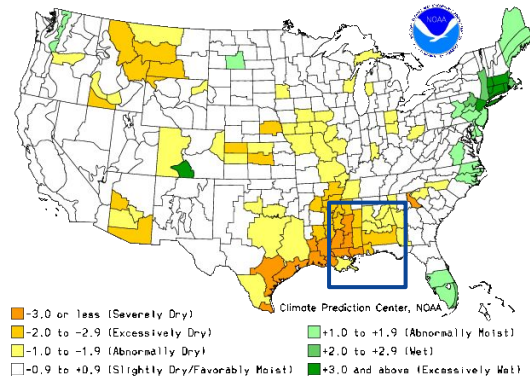 NOAA
Climate Prediction Center, NOAA
-3.0 or less (Severely Dry)
-2.0 to -2.9 (Excessively Dry)
-1.0 to -1.9 (Abnormally Dry)
-0.9 to +0.9 (Slightly Dry/Favorably Moist)
+1.0 to +1.9 (Abnormally Moist)
+2.0 to +2.9 (Wet)
+3.0 and above (Excessively Wet)